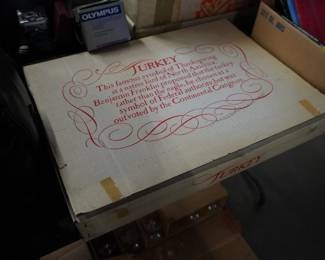 OLYMPUS
TURKEY
This famous symbol of Thanksgiving
is a native bird of North America.
Benjamin Franklin proposed that the turkey
rather than the eagle be chosen as a
symbol of Federal authority but was
outvoted by the Continental Congress.
TURKEY